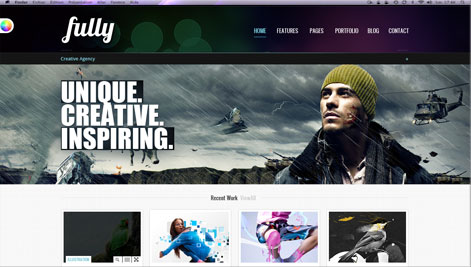 fully
HOME FEATURES PAGES PORTFOLIO BLOG CONTACT
Creative Agency
UNIQUE.
CREATIVE.
INSPIRING.
Recent Work View All